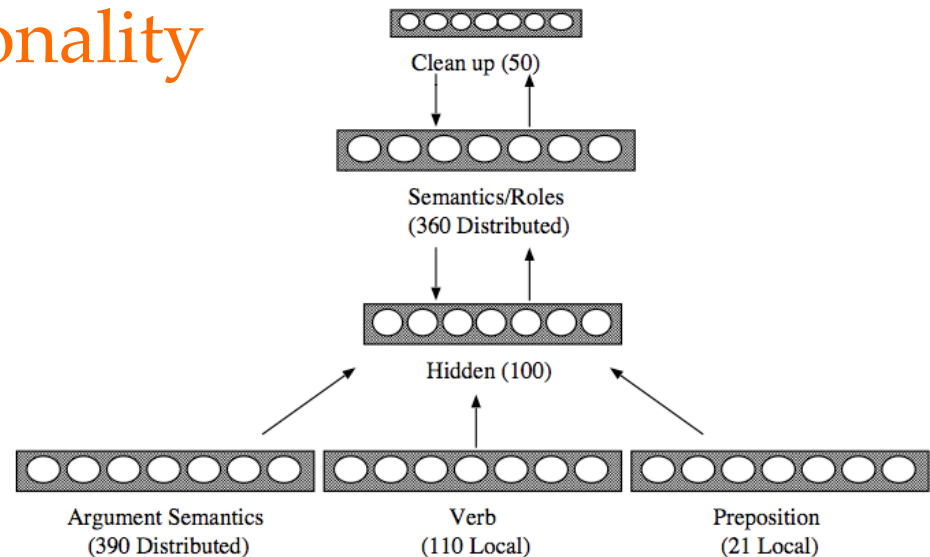 onality
Clean up (50)
Semantics/Roles
(360 Distributed)
Hidden (100)
Argument Semantics
(390 Distributed)
Verb
(110 Local)
Preposition
(21 Local)